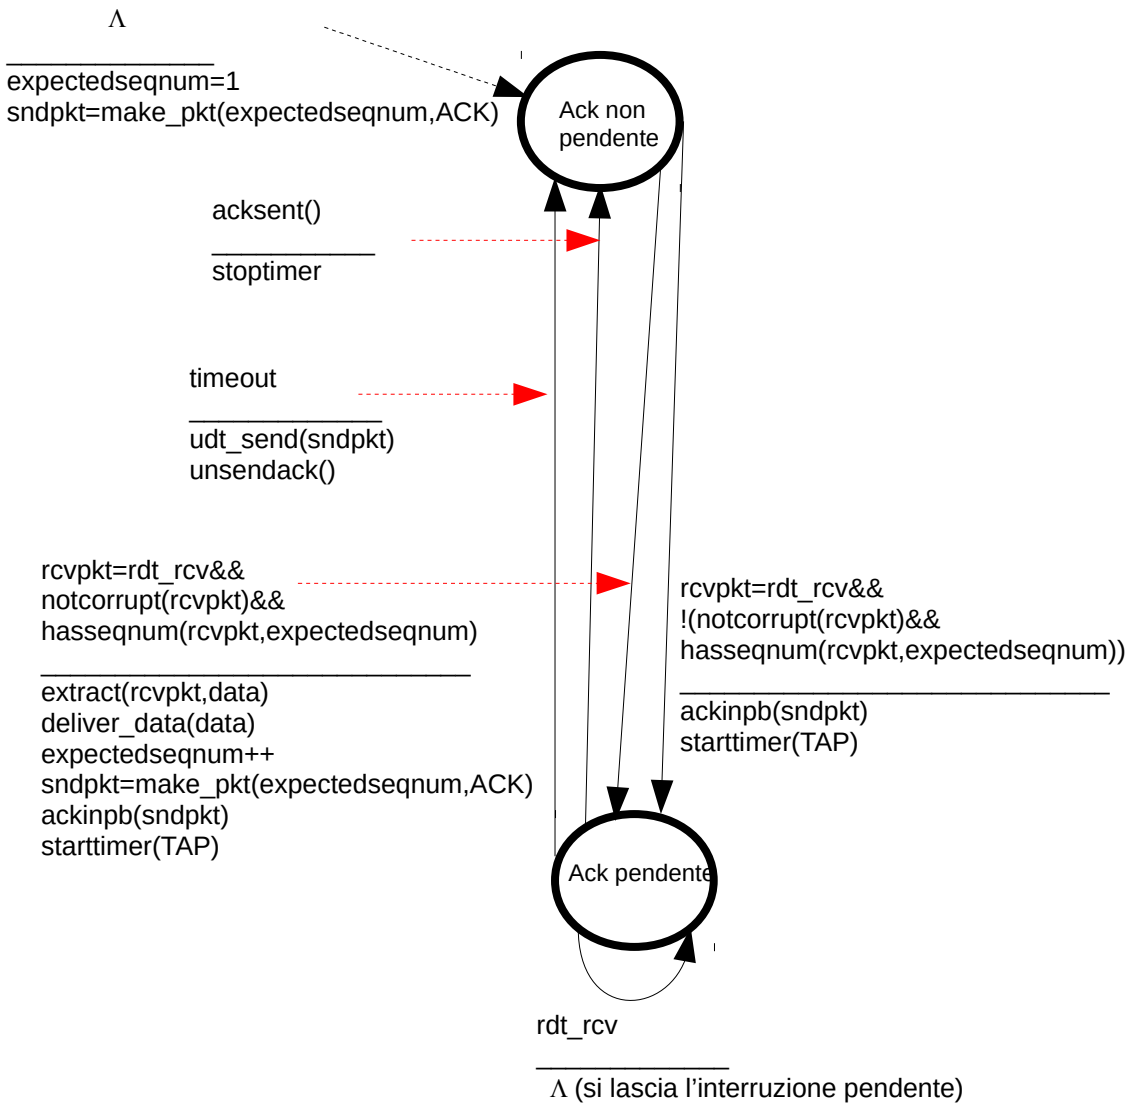 Λ
expectedseqnum=1
sndpkt=make_pkt(expectedseqnum,ACK)
Ack non
pendente
acksent()
stoptimer
timeout
udt_send(sndpkt)
unsendack()
rcvpkt=rdt_rcv&&
notcorrupt(rcvpkt)&&
hasseqnum(rcvpkt,expectedseqnum)
extract(rcvpkt,data)
deliver_data(data)
expectedseqnum++
sndpkt=make_pkt(expectedseqnum,ACK)
ackinpb(sndpkt)
starttimer(TAP)
rcvpkt=rdt_rcv&&
!(notcorrupt(rcvpkt)&&
hasseqnum(rcvpkt,expectedseqnum))
ackinpb(sndpkt)
starttimer(TAP)
Ack pendente
rdt_rcv
Λ (si lascia l’interruzione pendente)